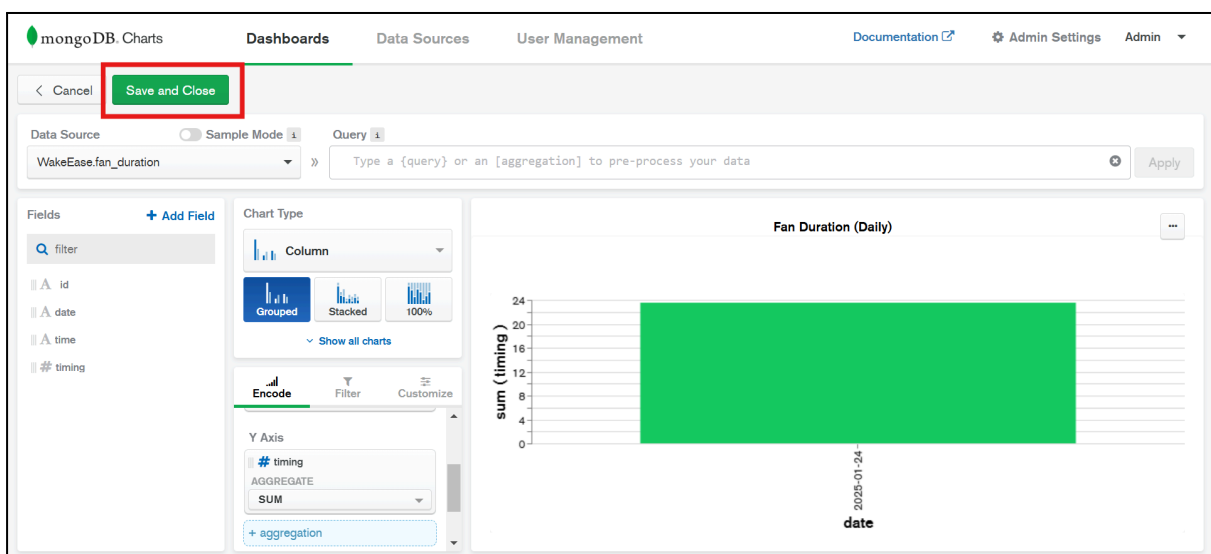 mongoDB. Charts Dashboards Data Sources User Management Documentation Admin Settings Admin
< Cancel Save and Close
Data Source Sample Mode i Query i
WakeEase.fan_duration » Type a {query} or an [aggregation] to pre-process your data Apply
Fields + Add Field
filter
A id
A date
A time
# timing
Chart Type
Column
Grouped Stacked 100%
Show all charts
Encode Filter Customize
Y Axis
# timing
AGGREGATE
SUM
+ aggregation
Fan Duration (Daily)
...
24
20
16
12
8
4
0
sum ( timing )
2025-01-24
date